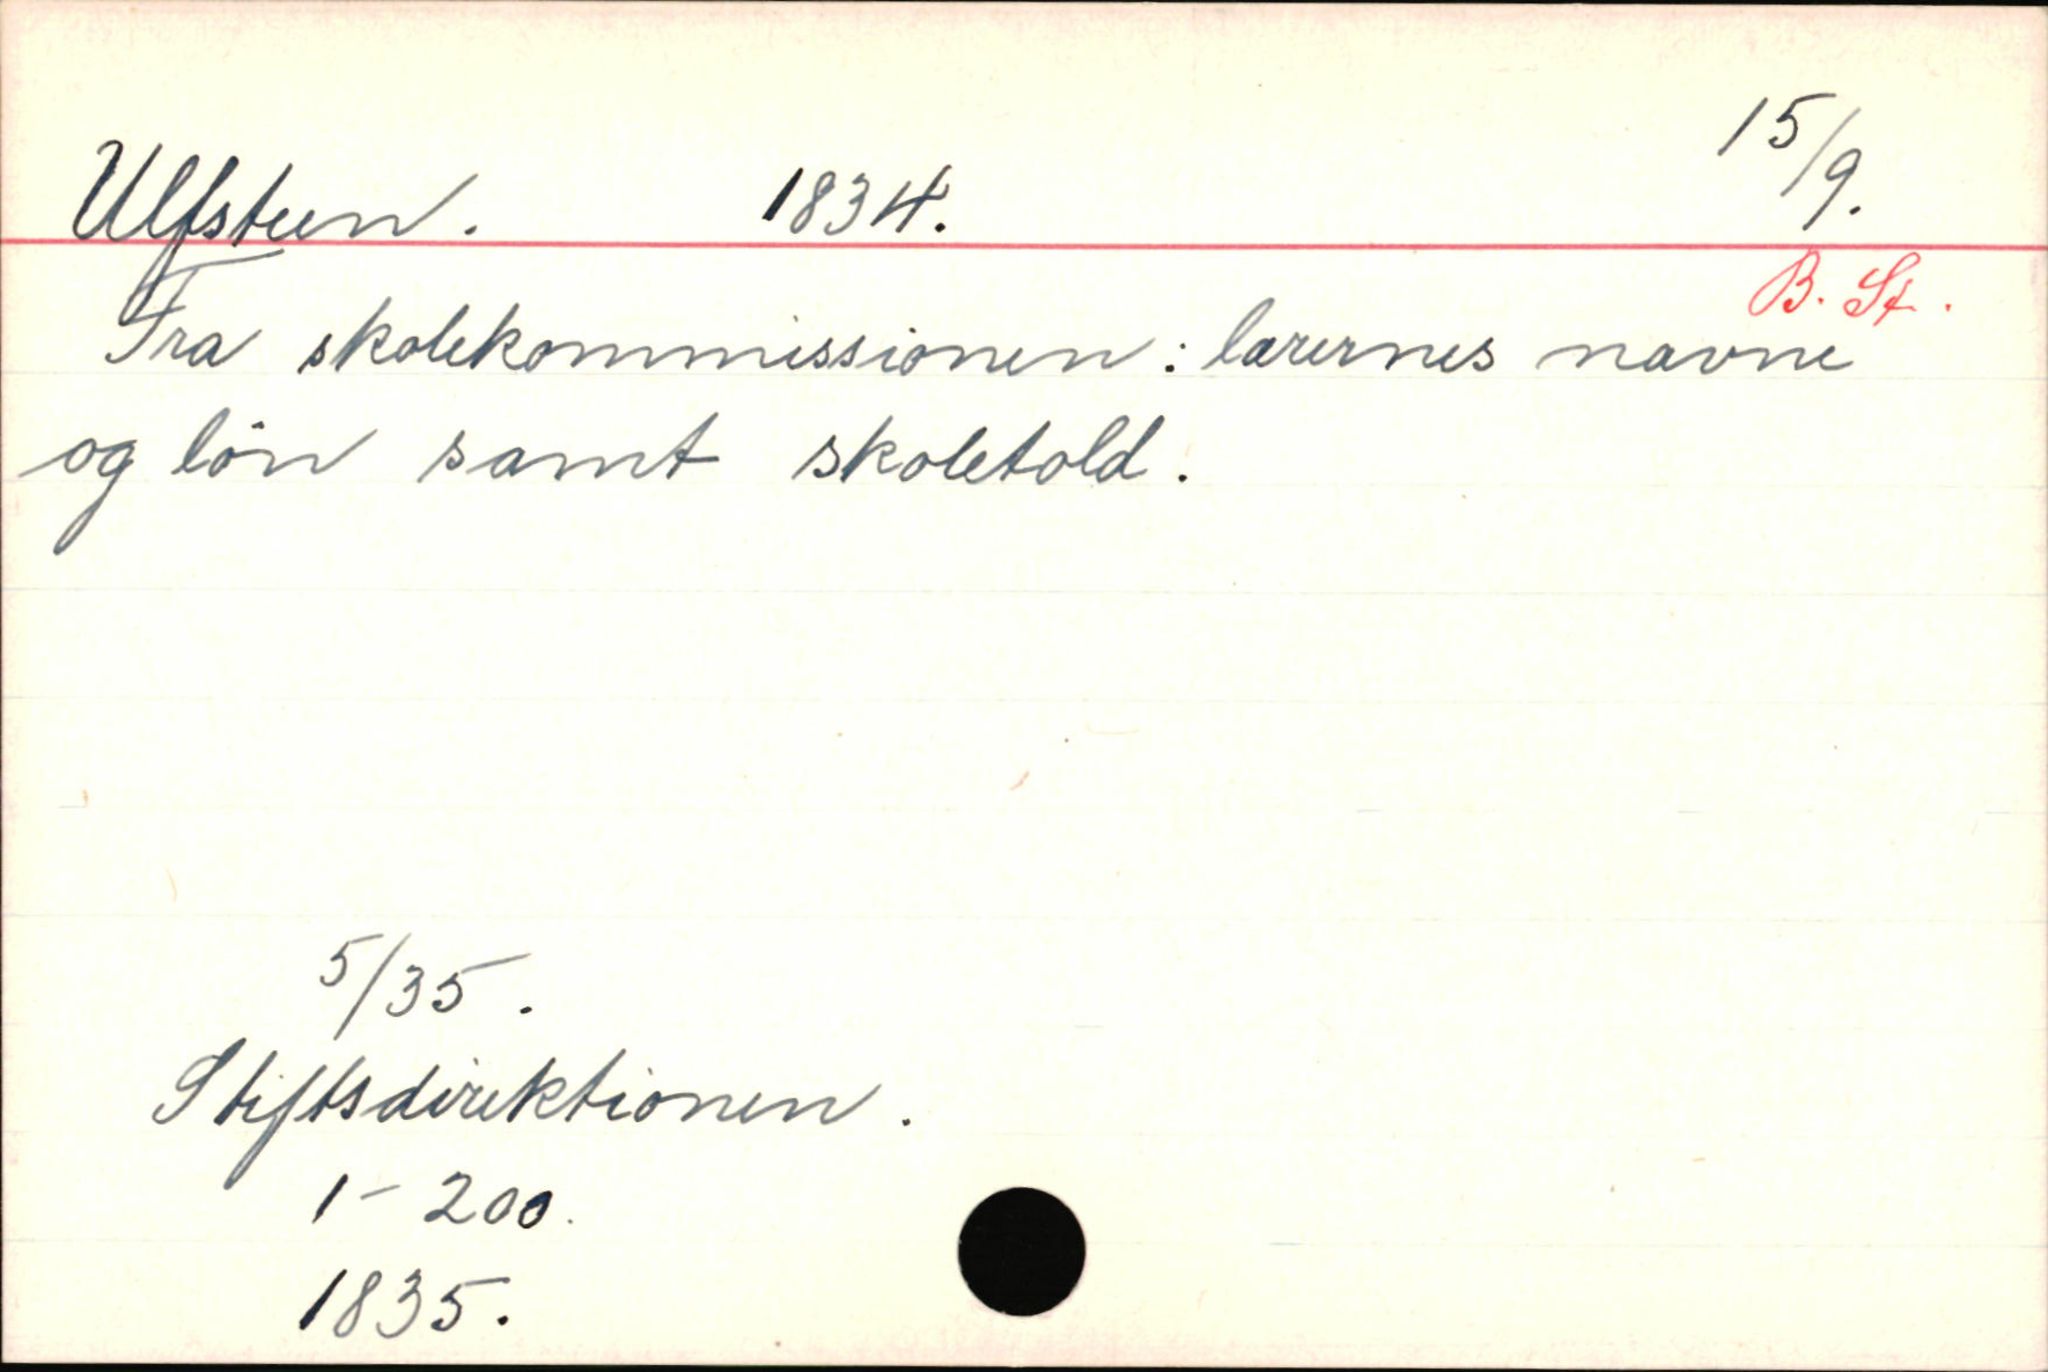 Ulfsteen. 1834. 15/9.
B. St.
Fra skolekommissionen: lærernes navne
og lön samt skoletold.
5/35.
Stiftsdirektionen.
1-200.
1835.